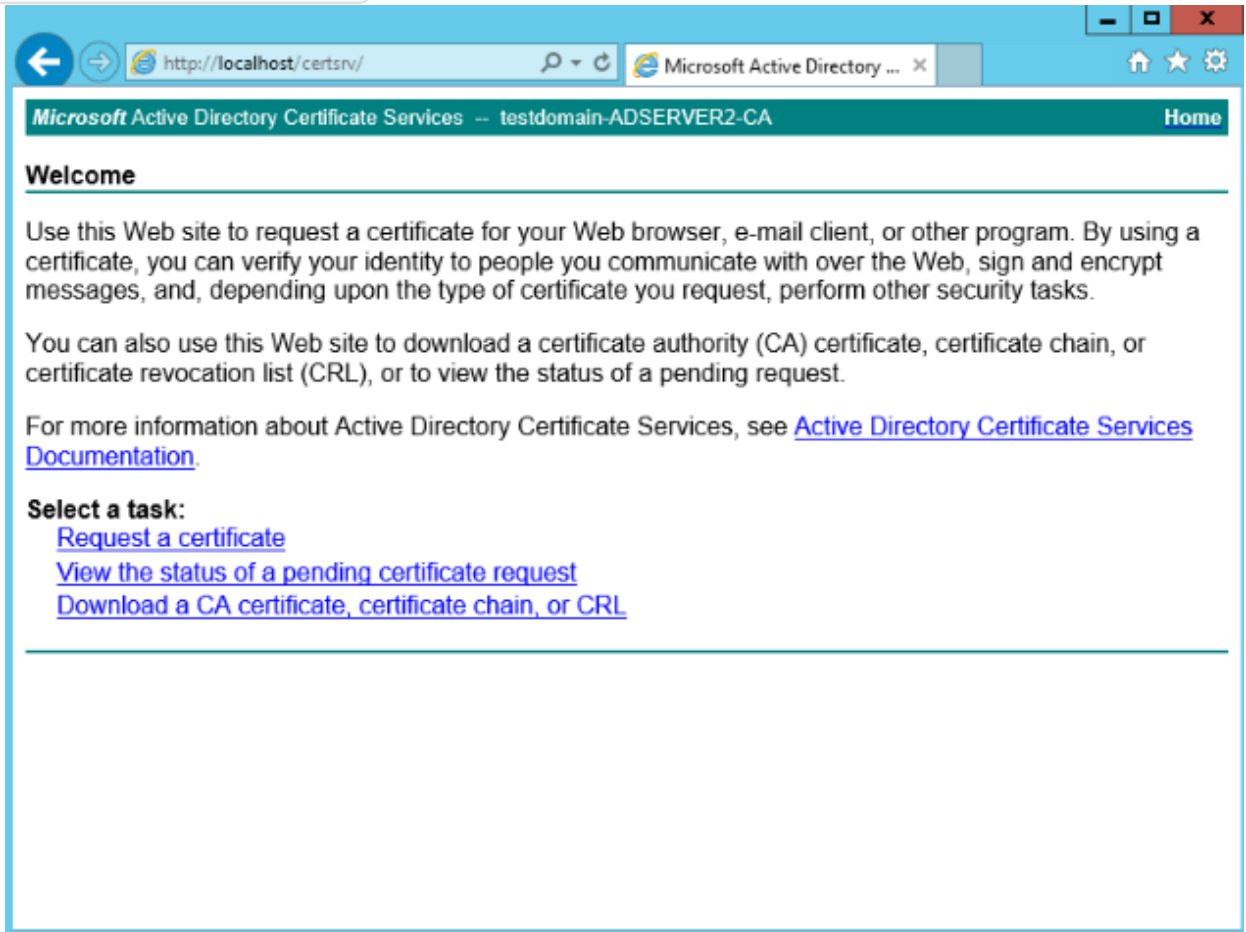 http://localhost/certsrv/
Microsoft Active Directory ...
Microsoft Active Directory Certificate Services -- testdomain-ADSERVER2-CA Home
Welcome
Use this Web site to request a certificate for your Web browser, e-mail client, or other program. By using a
certificate, you can verify your identity to people you communicate with over the Web, sign and encrypt
messages, and, depending upon the type of certificate you request, perform other security tasks.
You can also use this Web site to download a certificate authority (CA) certificate, certificate chain, or
certificate revocation list (CRL), or to view the status of a pending request.
For more information about Active Directory Certificate Services, see Active Directory Certificate Services
Documentation.
Select a task:
Request a certificate
View the status of a pending certificate request
Download a CA certificate, certificate chain, or CRL